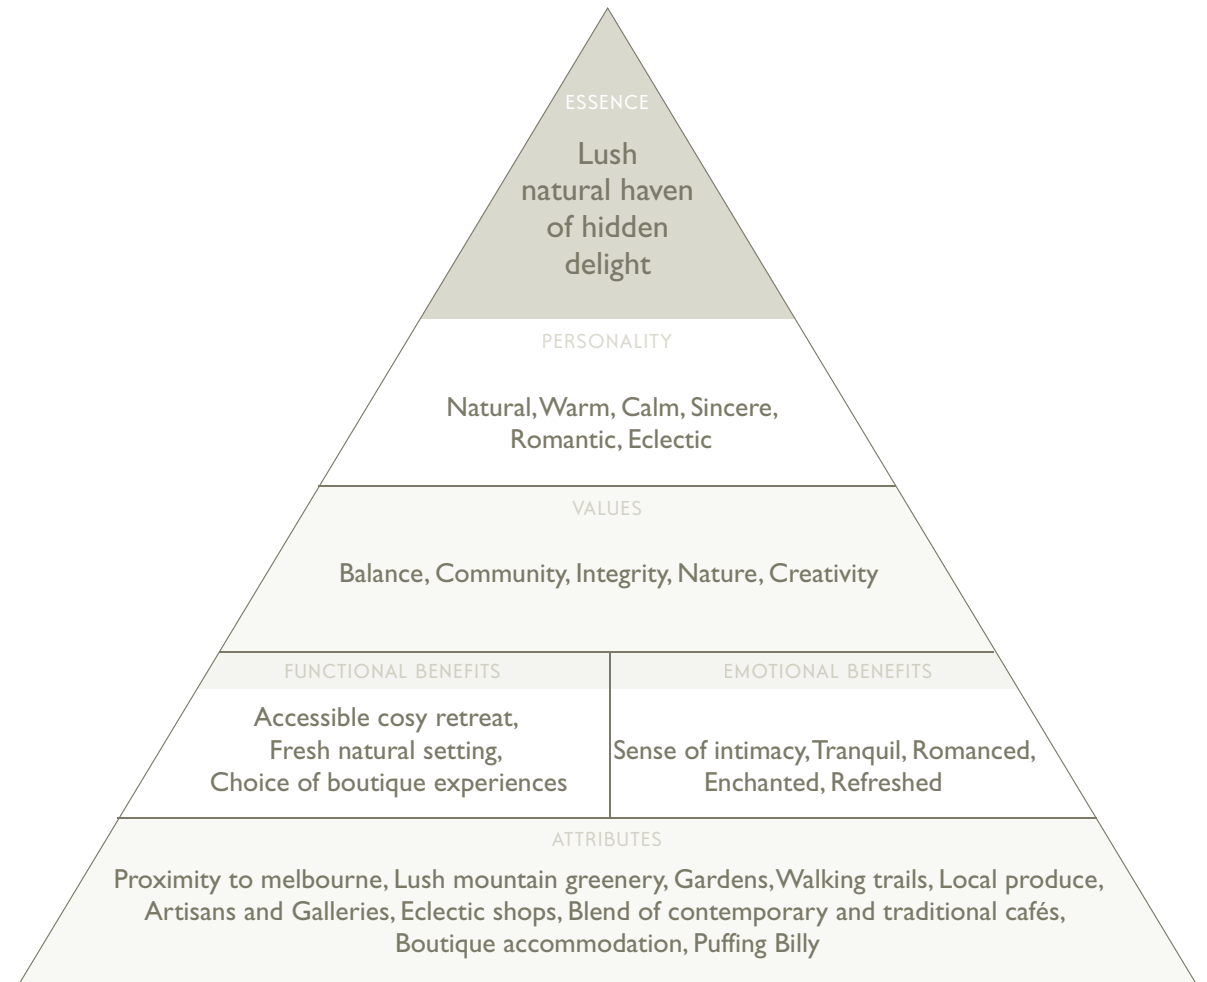 ESSENCE
Lush
natural haven
of hidden
delight
PERSONALITY
Natural, Warm, Calm, Sincere,
Romantic, Eclectic
VALUES
Balance, Community, Integrity, Nature, Creativity
FUNCTIONAL BENEFITS
Accessible cosy retreat,
Fresh natural setting,
Choice of boutique experiences
EMOTIONAL BENEFITS
Sense of intimacy, Tranquil, Romanced,
Enchanted, Refreshed
ATTRIBUTES
Proximity to melbourne, Lush mountain greenery, Gardens, Walking trails, Local produce,
Artisans and Galleries, Eclectic shops, Blend of contemporary and traditional cafés,
Boutique accommodation, Puffing Billy